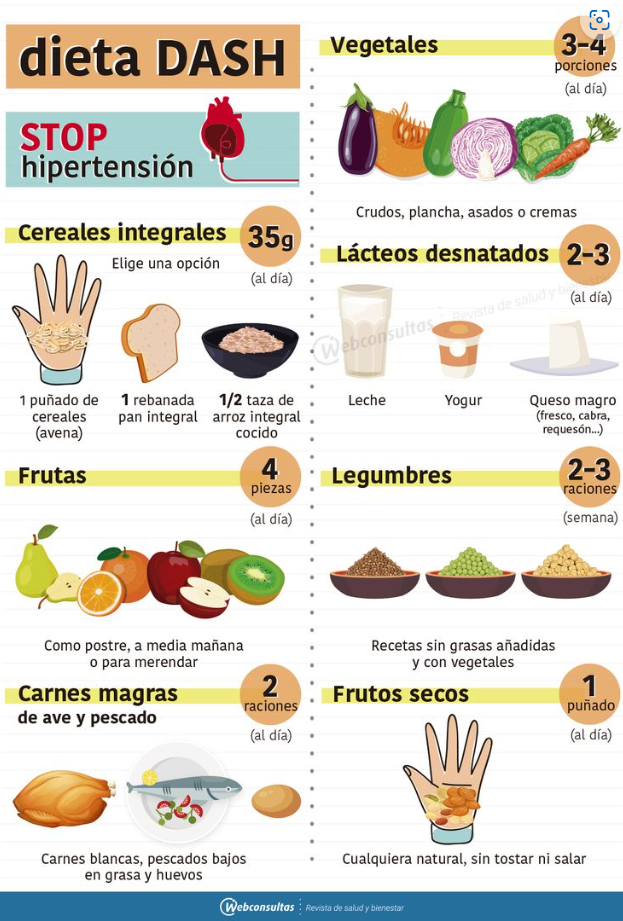 dieta DASH
STOP
hipertensión
Cereales integrales
35g
(al día)
Elige una opción
1 puñado de
cereales
(avena)
1 rebanada
pan integral
1/2 taza de
arroz integral
cocido
Frutas
4
piezas
(al día)
Como postre, a media mañana
o para merendar
Carnes magras
de ave y pescado
2
raciones
(al día)
Carnes blancas, pescados bajos
en grasa y huevos
Vegetales
3-4
porciones
(al día)
Crudos, plancha, asados o cremas
Lácteos desnatados
2-3
(al día)
Webconsultas Revista de salud y bienestar
Leche
Yogur
Queso magro
(fresco, cabra,
requesón...)
Legumbres
2-3
raciones
(semana)
Recetas sin grasas añadidas
y con vegetales
Frutos secos
1
puñado
(al día)
Cualquiera natural, sin tostar ni salar
Webconsultas Revista de salud y bienestar